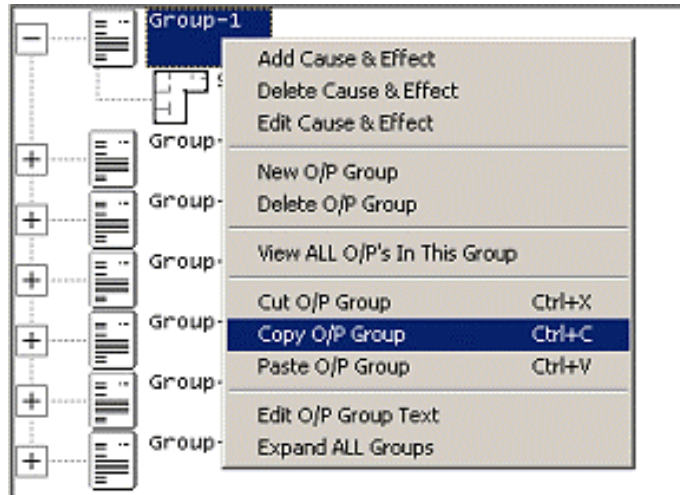 Group-1
Add Cause & Effect
Delete Cause & Effect
Edit Cause & Effect
Group-
New O/P Group
Group-
Delete O/P Group
Group-
View ALL O/P's In This Group
Cut O/P Group Ctrl+X
Group-
Copy O/P Group Ctrl+C
Paste O/P Group Ctrl+V
Group-
Edit O/P Group Text
Group-
Expand ALL Groups